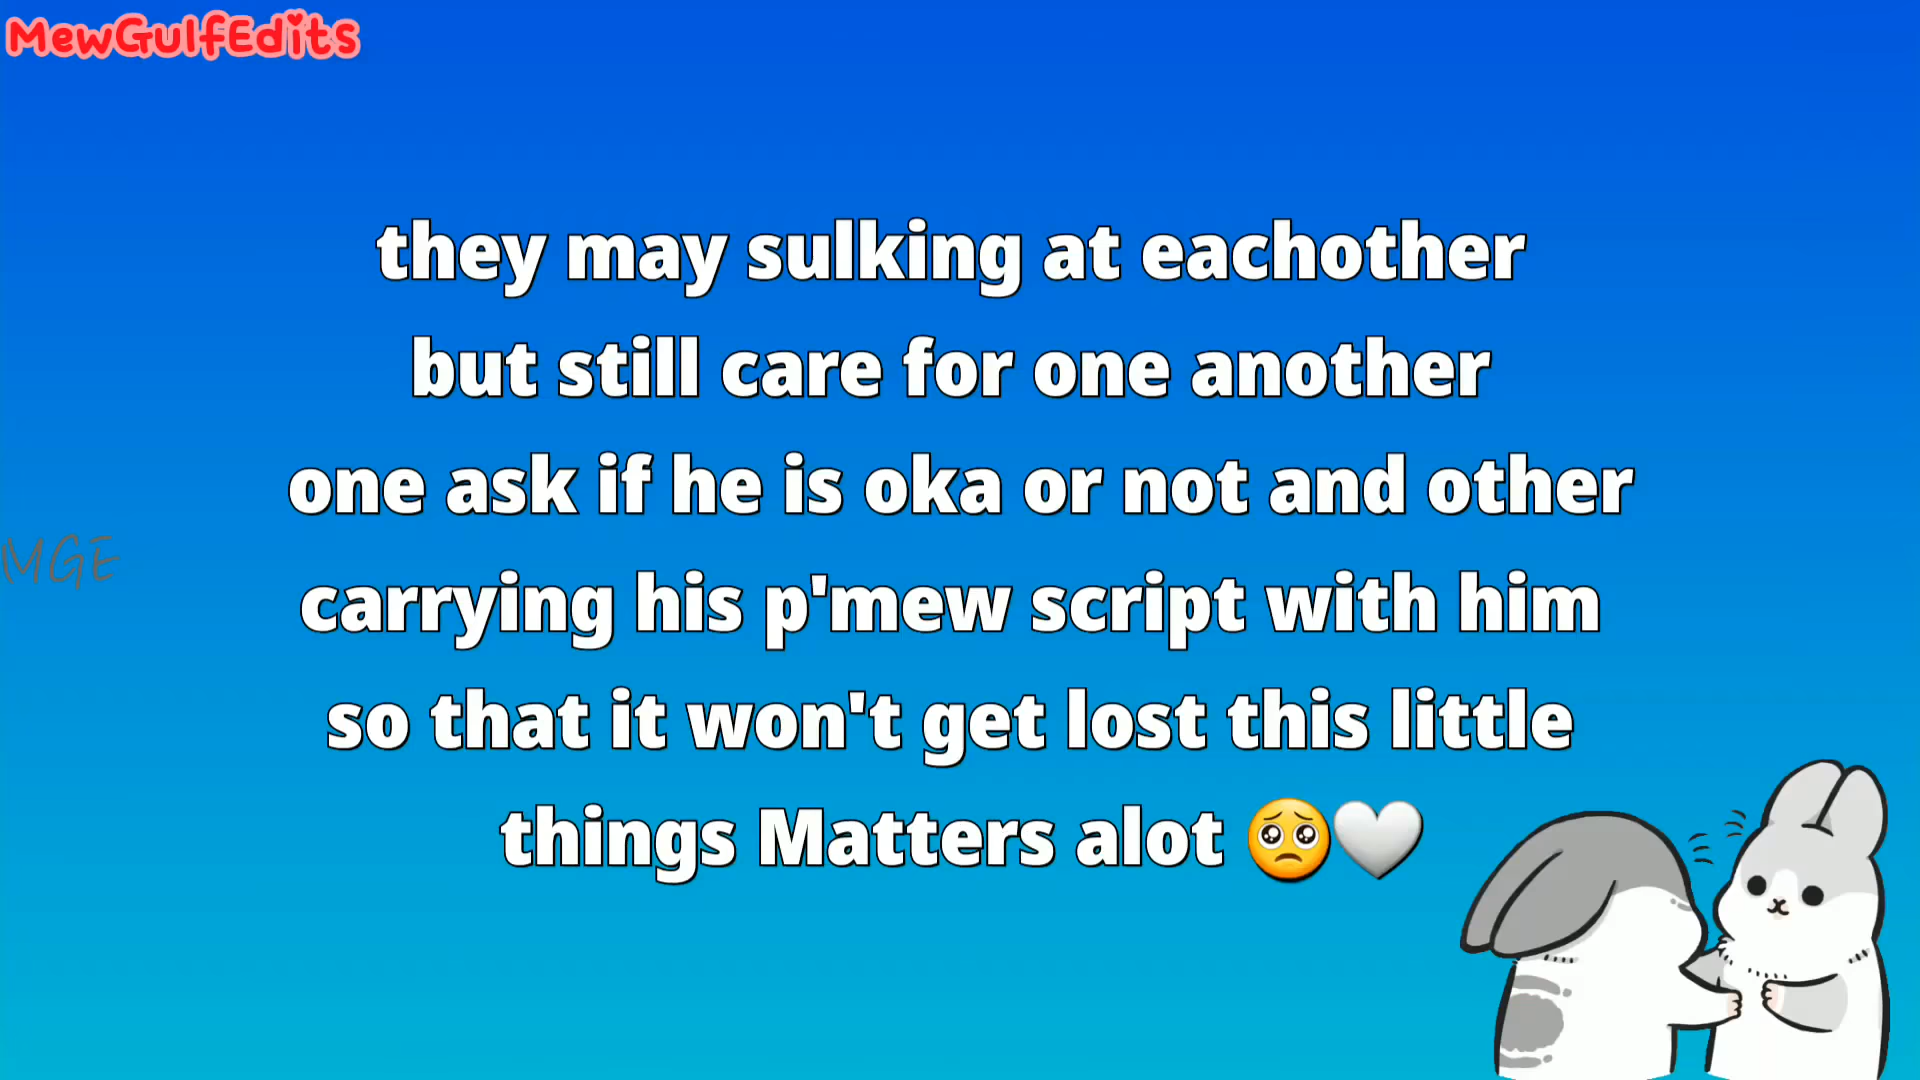 MewGulfEdits
they may sulking at eachother
but still care for one another
one ask if he is oka or not and other
MGE
carrying his p'mew script with him
so that it won't get lost this little
things Matters alot 🥺🤍